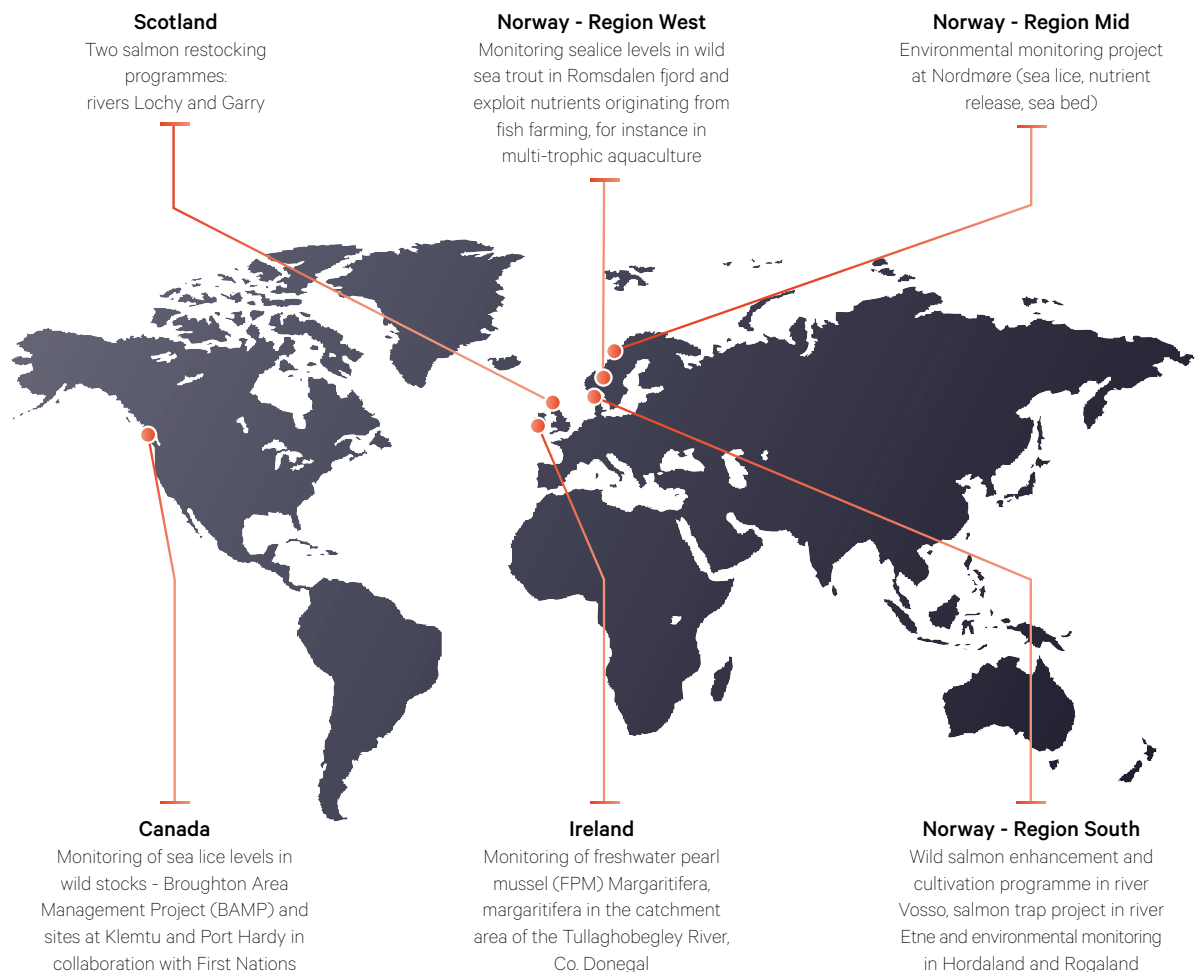 Scotland
Two salmon restocking
programmes:
rivers Lochy and Garry
Norway - Region West
Monitoring sealice levels in wild
sea trout in Romsdalen fjord and
exploit nutrients originating from
fish farming, for instance in
multi-trophic aquaculture
Norway - Region Mid
Environmental monitoring project
at Nordmøre (sea lice, nutrient
release, sea bed)
Canada
Monitoring of sea lice levels in
wild stocks - Broughton Area
Management Project (BAMP) and
sites at Klemtu and Port Hardy in
collaboration with First Nations
Ireland
Monitoring of freshwater pearl
mussel (FPM) Margaritifera,
margaritifera in the catchment
area of the Tullaghobegley River,
Co. Donegal
Norway - Region South
Wild salmon enhancement and
cultivation programme in river
Vosso, salmon trap project in river
Etne and environmental monitoring
in Hordaland and Rogaland